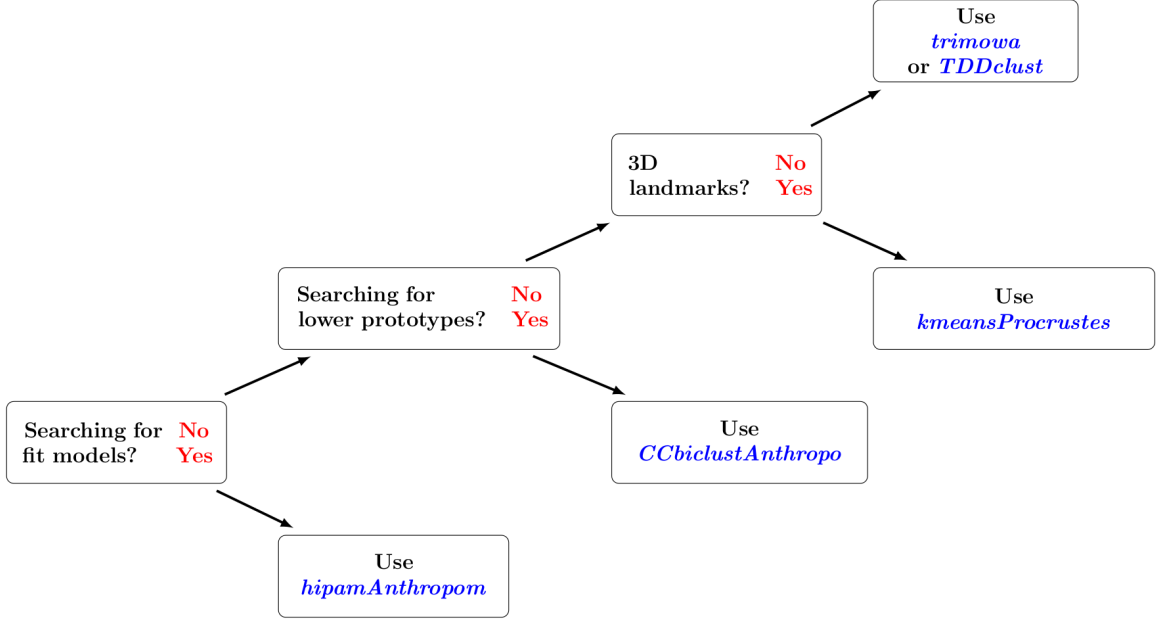 Use
trimowa
or TDDclust
3D No
landmarks? Yes
Searching for No
lower prototypes? Yes
Use
kmeansProcrustes
Searching for No
fit models? Yes
Use
CCbiclustAnthropo
Use
hipamAnthropom